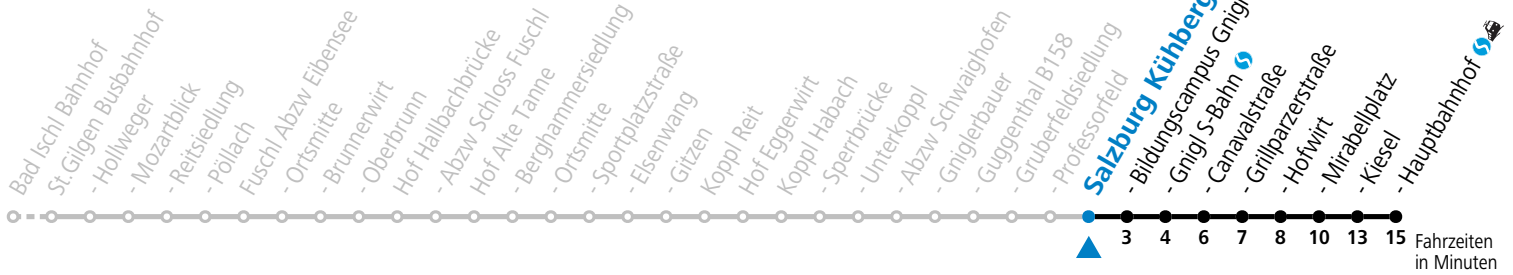 Bad Ischl Bahnhof
St.Gilgen Busbahnhof
- Hollweger
- Mozartblick
- Reitsiedlung
- Pöllach
Fuschl Abzw Eibensee
- Ortsmitte
- Brunnenwirt
- Oberbrunn
Hof Hallbachbrücke
- Abzw Schloss Fuschl
Hof Alte Tanne
- Berghammersiedlung
- Ortsmitte
- Sportplatzstraße
- Elsenwang
- Gitzen
Koppl Reit
Hof Eggerwirt
Koppl Habach
- Sperrbrücke
- Unterkoppl
- Abzw Schwaighofen
- Gniglerbauer
- Guggenthal B158
- Gruberfeldsiedlung
- Professorfeld
Salzburg Kühberg
- Bildungscampus Gnigl
- Gnigl S-Bahn
- Canavalstraße
- Grillparzerstraße
- Hofwirt
- Mirabellplatz
- Kiesel
- Hauptbahnhof
3 4 6 7 8 10 13 15 Fahrzeiten
in Minuten